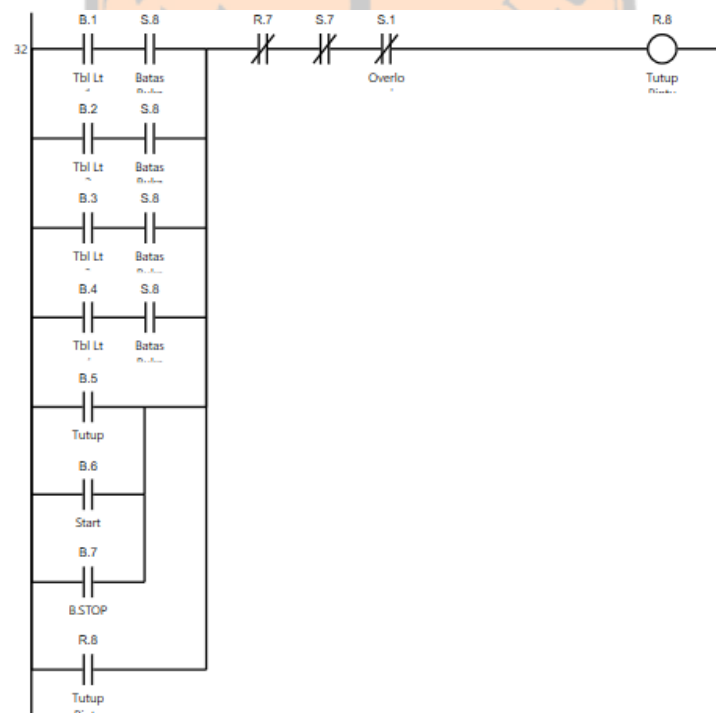 B.1 S.8 R.7 S.7 S.1 R.8
32
Tbl Lt Batas Overlo Tutup
B.2 S.8
Tbl Lt Batas
B.3 S.8
Tbl Lt Batas
B.4 S.8
Tbl Lt Batas
B.5
Tutup
B.6
Start
B.7
B.STOP
R.8
Tutup